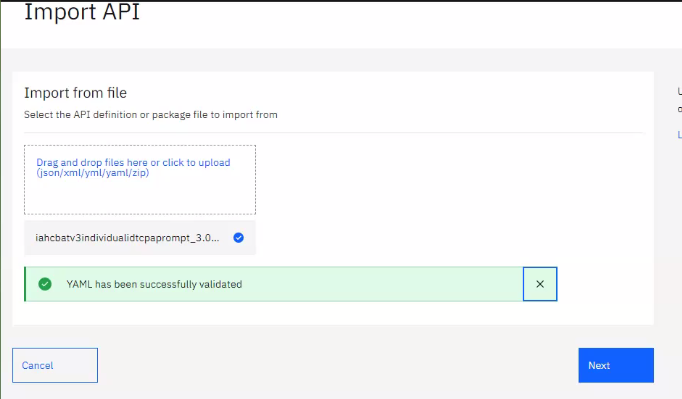 Import API
Import from file
Select the API definition or package file to import from
Drag and drop files here or click to upload
(json/xml/yml/yaml/zip)
iahcbatv3individualidtcpaprompt_3.0...
YAML has been successfully validated
Cancel
Next